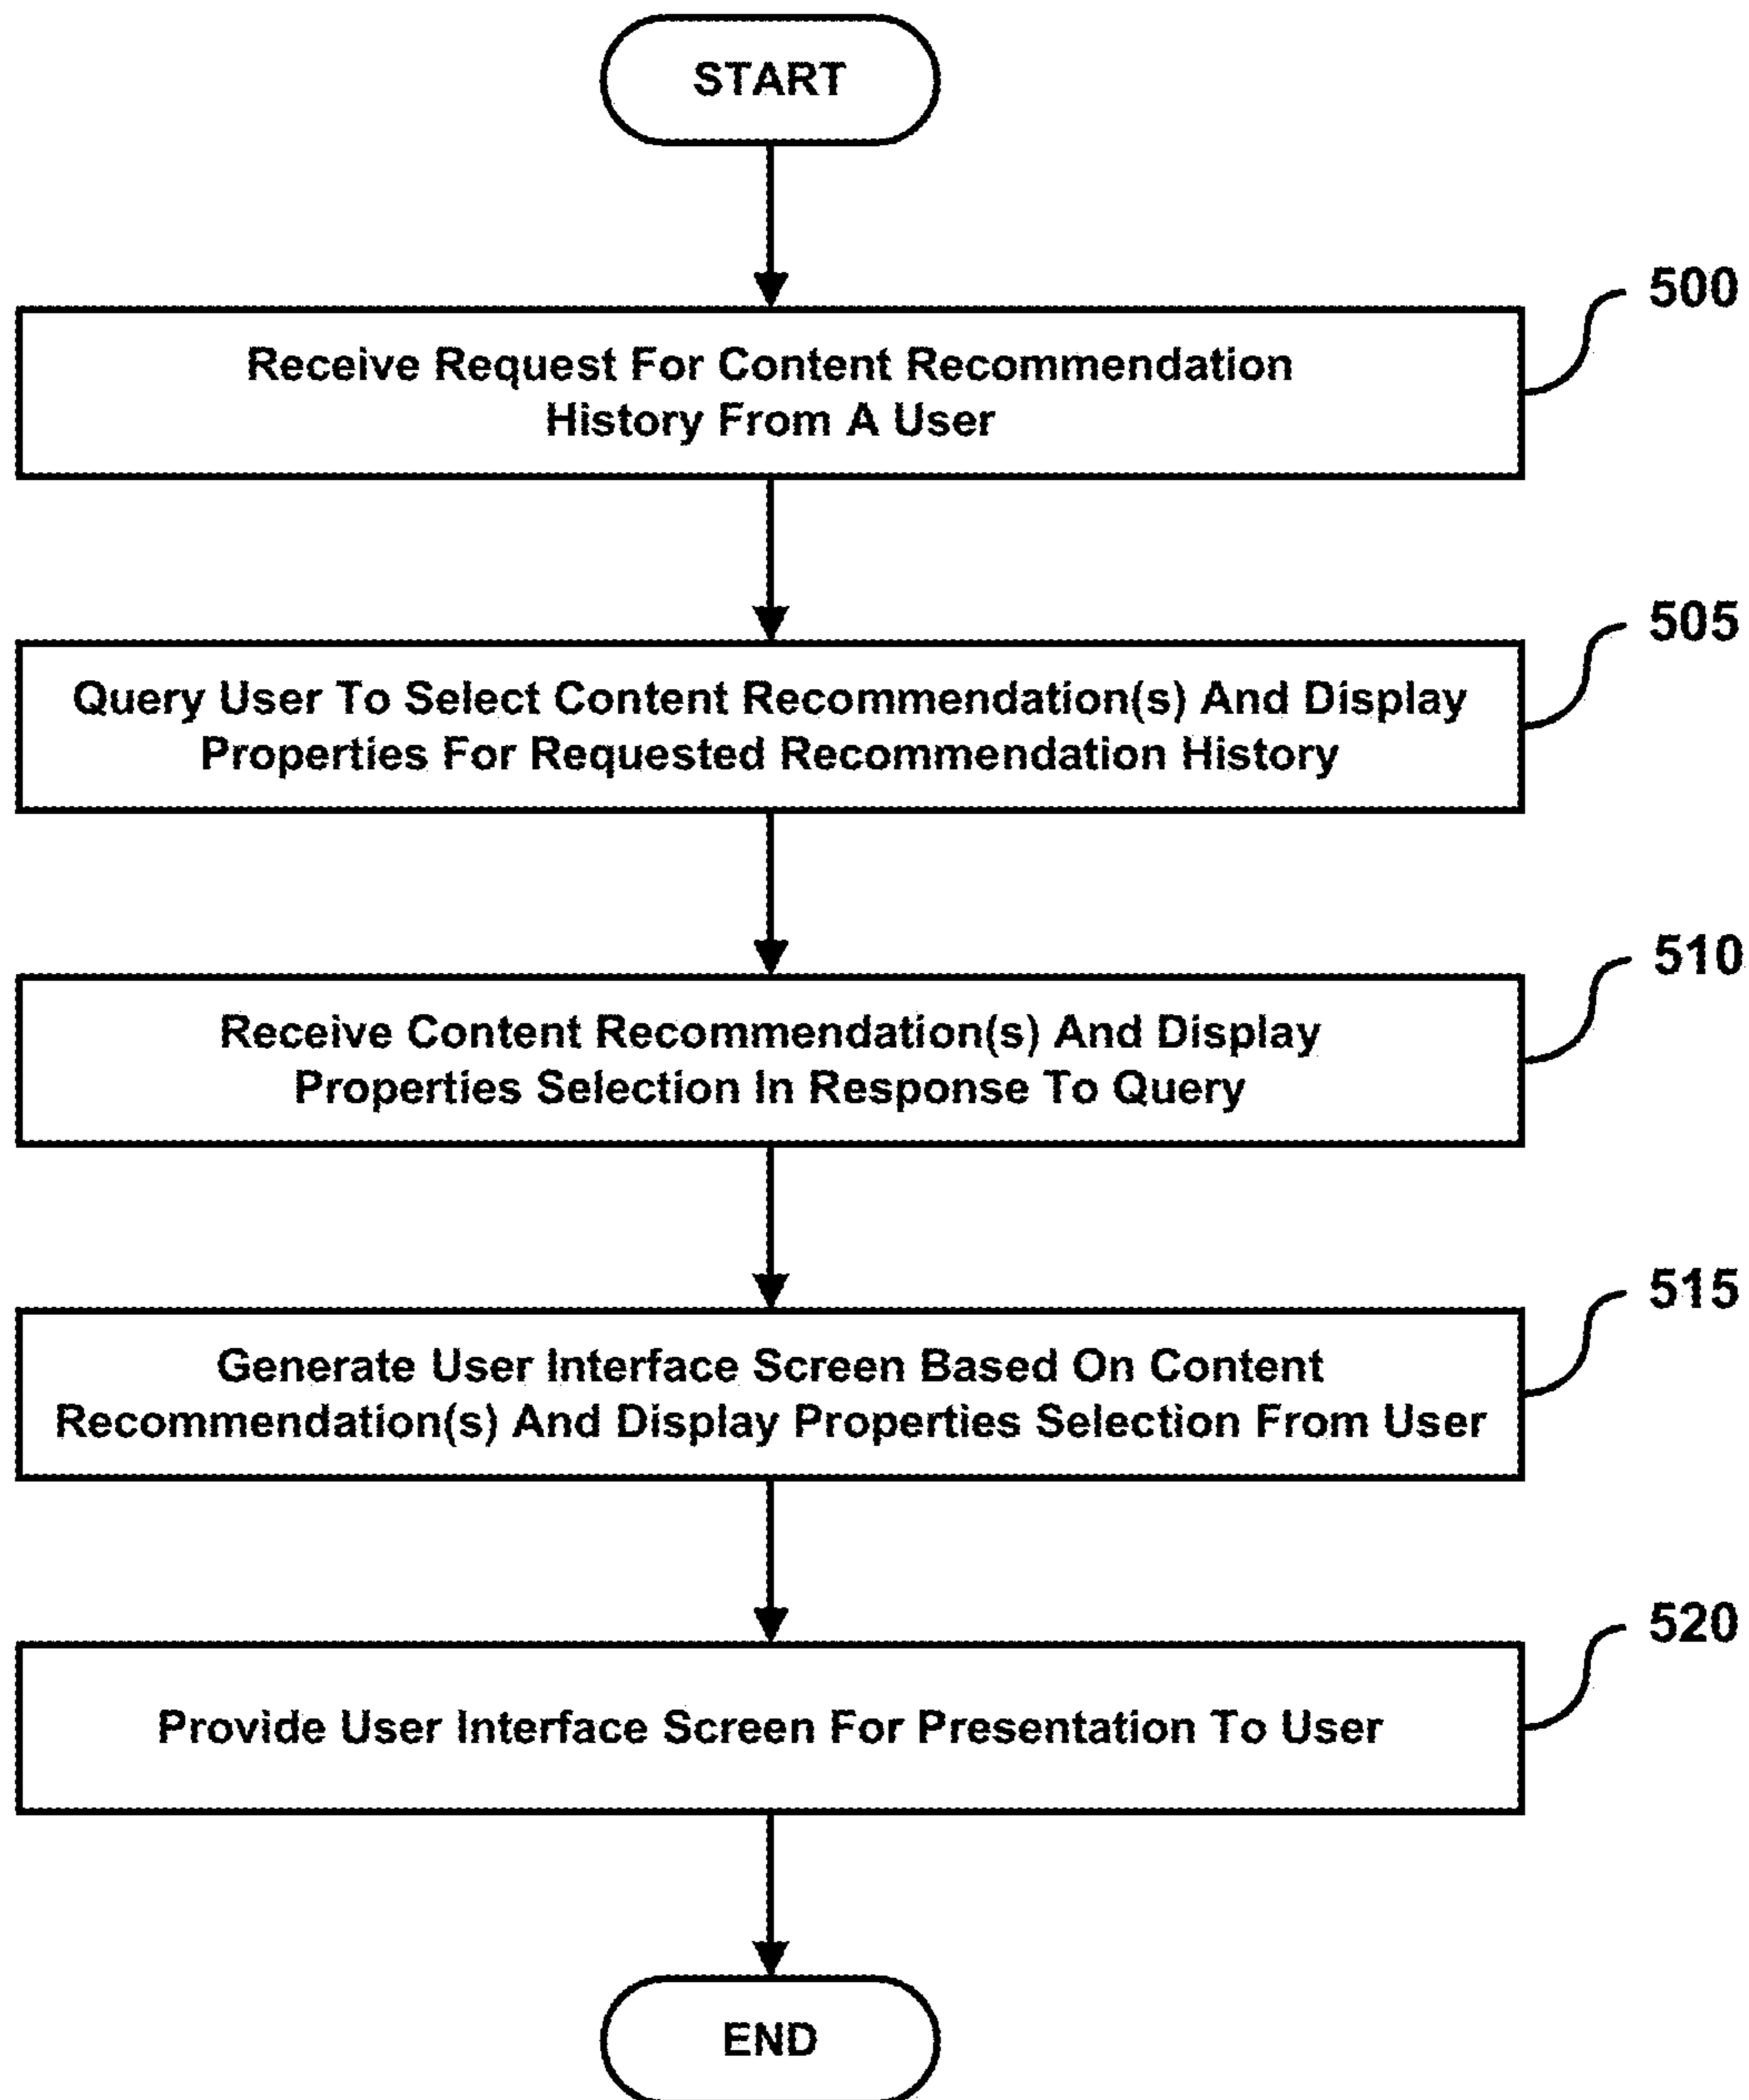 START
500
Receive Request For Content Recommendation
History From A User
505
Query User To Select Content Recommendation(s) And Display
Properties For Requested Recommendation History
510
Receive Content Recommendation(s) And Display
Properties Selection In Response To Query
515
Generate User Interface Screen Based On Content
Recommendation(s) And Display Properties Selection From User
520
Provide User Interface Screen For Presentation To User
END